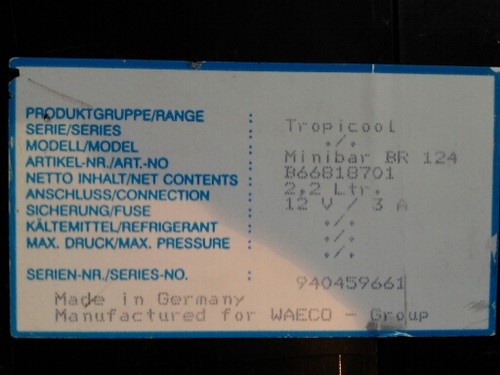 PRODUKTGRUPPE/RANGE : Tropicool
SERIE/SERIES : ./.
MODELL/MODEL : Minibar BR 124
ARTIKEL-NR./ART.-NO : B66818701
NETTO INHALT/NET CONTENTS : 2,2 Ltr.
ANSCHLUSS/CONNECTION : 12 V / 3 A
SICHERUNG/FUSE : ./.
KÄLTEMITTEL/REFRIGERANT : ./.
MAX. DRUCK/MAX. PRESSURE : ./.
SERIEN-NR./SERIES-NO. : 940459661
Made in Germany
Manufactured for WAECO - Group